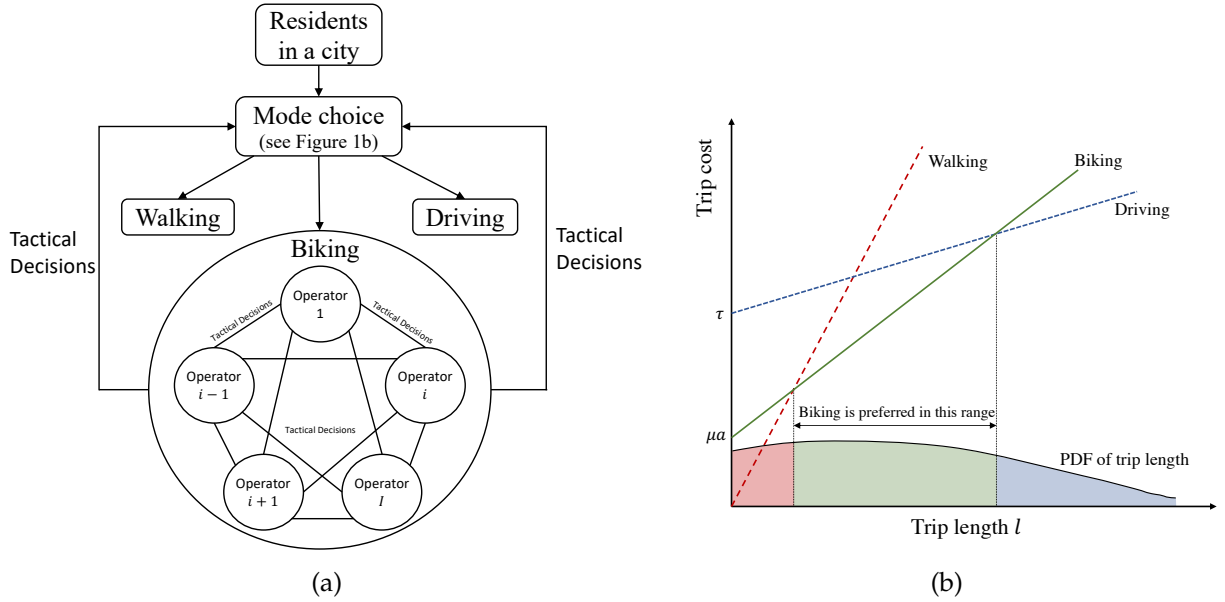 Residents
in a city
Mode choice
(see Figure 1b)
Walking
Driving
Tactical
Decisions
Tactical
Decisions
Biking
Operator
1
Tactical Decisions
Tactical Decisions
Operator
i − 1
Operator
i
Tactical Decisions
Operator
i + 1
Operator
I
(a)
Trip cost
Walking
Biking
Driving
τ
Biking is preferred in this range
μa
PDF of trip length
Trip length l
(b)